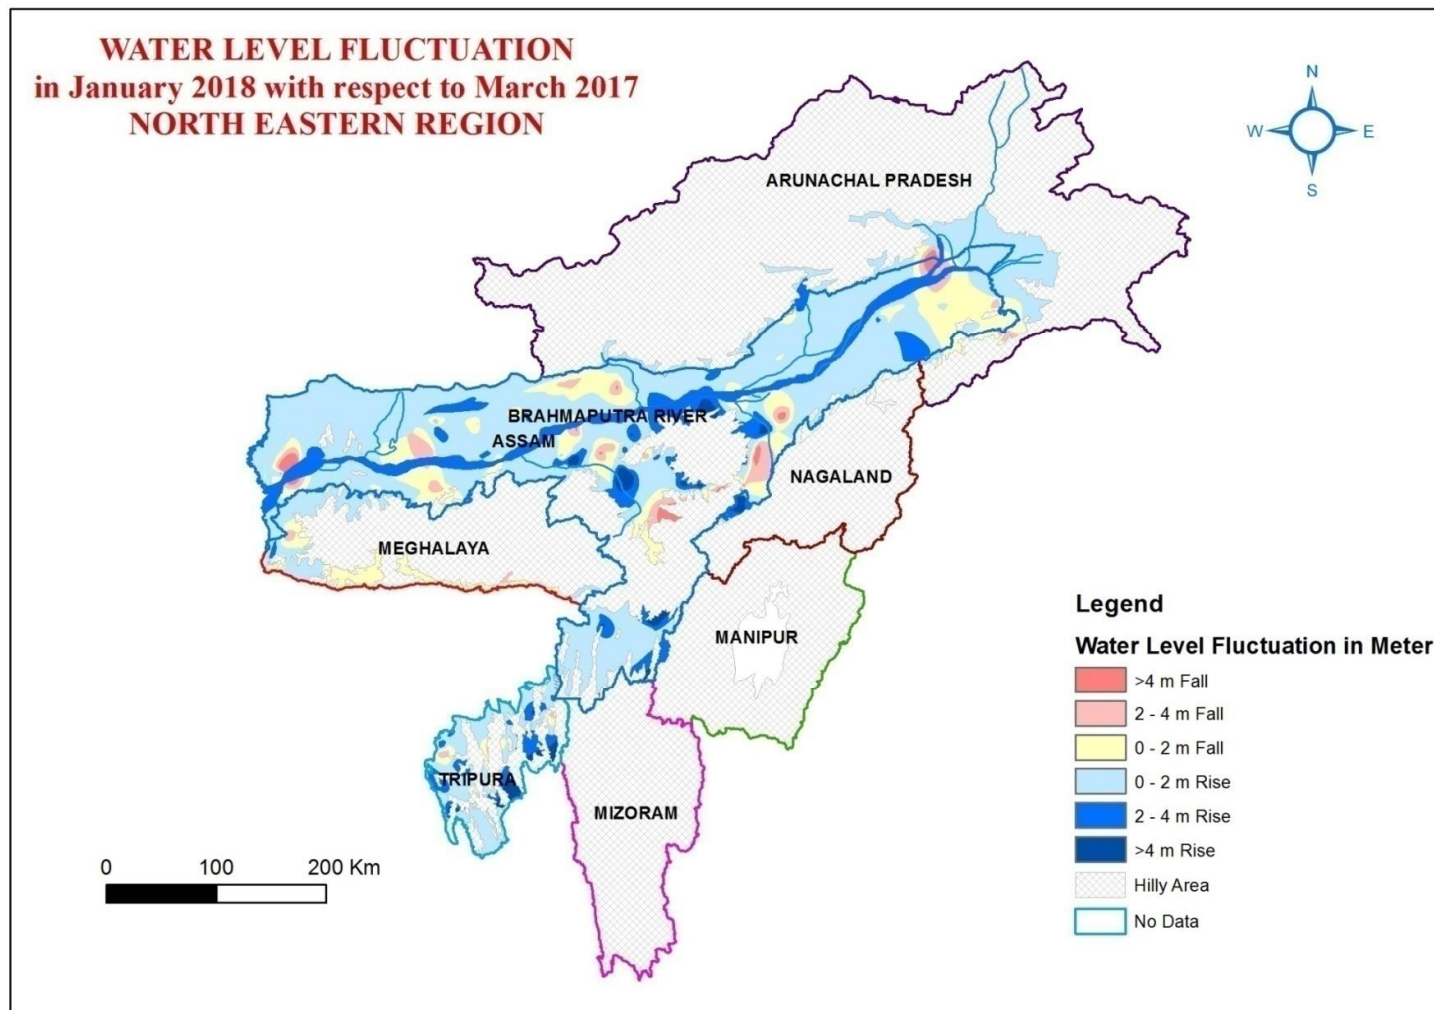 WATER LEVEL FLUCTUATION
in January 2018 with respect to March 2017
NORTH EASTERN REGION
N
W
E
S
ARUNACHAL PRADESH
BRAHMAPUTRA RIVER
ASSAM
NAGALAND
MEGHALAYA
MANIPUR
TRIPURA
MIZORAM
0 100 200 Km
Legend
Water Level Fluctuation in Meter
>4 m Fall
2 - 4 m Fall
0 - 2 m Fall
0 - 2 m Rise
2 - 4 m Rise
>4 m Rise
Hilly Area
No Data